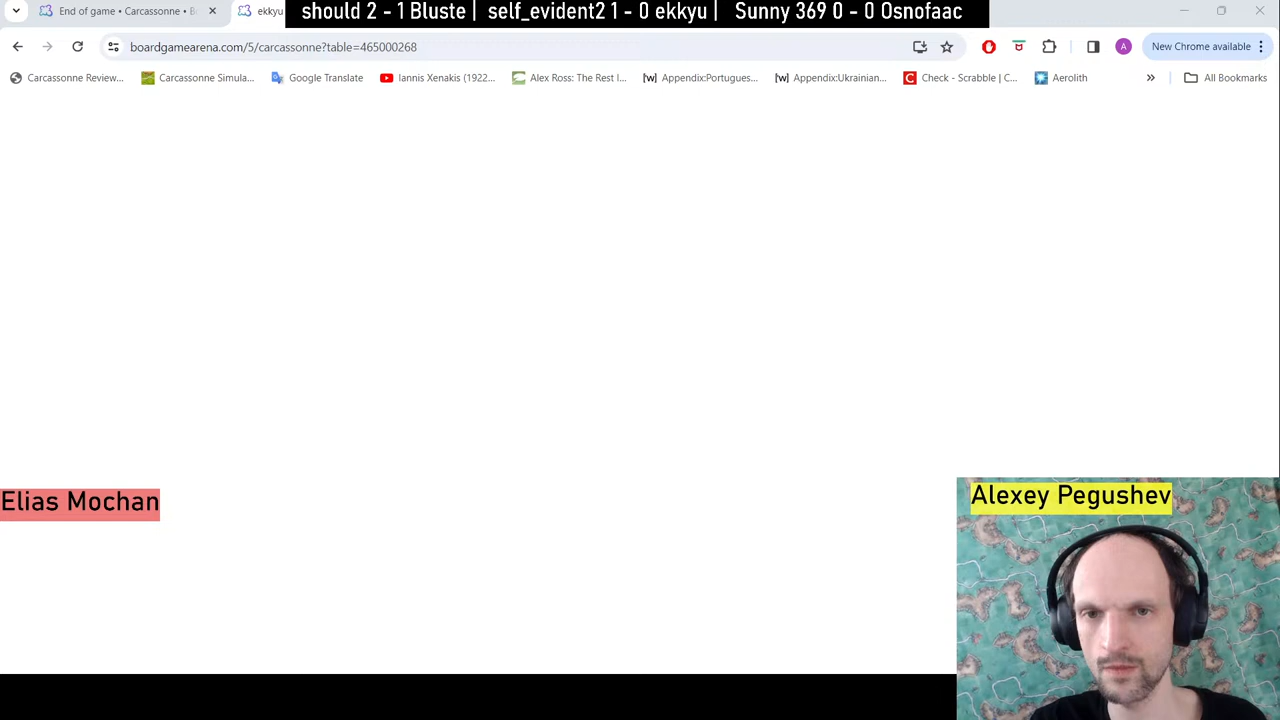 should 2 - 1 Bluste | self_evident2 1 - 0 ekkyu | Sunny 369 0 - 0 Osnofaac
End of game • Carcassonne • B
ekkyu
boardgamearena.com/5/carcassonne?table=465000268
A
New Chrome available
Carcassonne Review...
Carcassonne Simula...
Google Translate
Iannis Xenakis (1922...
Alex Ross: The Rest I...
[w] Appendix:Portugues...
[w] Appendix:Ukrainian...
C Check - Scrabble | C...
Aerolith
»
All Bookmarks
Elias Mochan
Alexey Pegushev